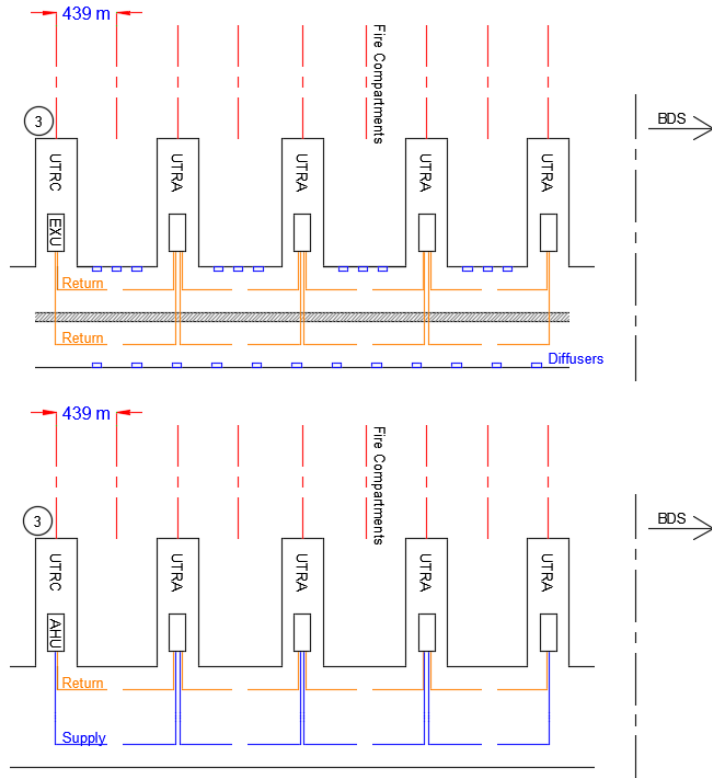 439 m
Fire Compartments
BDS
3
UTRC
UTRA
UTRA
UTRA
UTRA
EXU
Return
Return
Diffusers
439 m
Fire Compartments
BDS
3
UTRC
UTRA
UTRA
UTRA
UTRA
AHU
Return
Supply